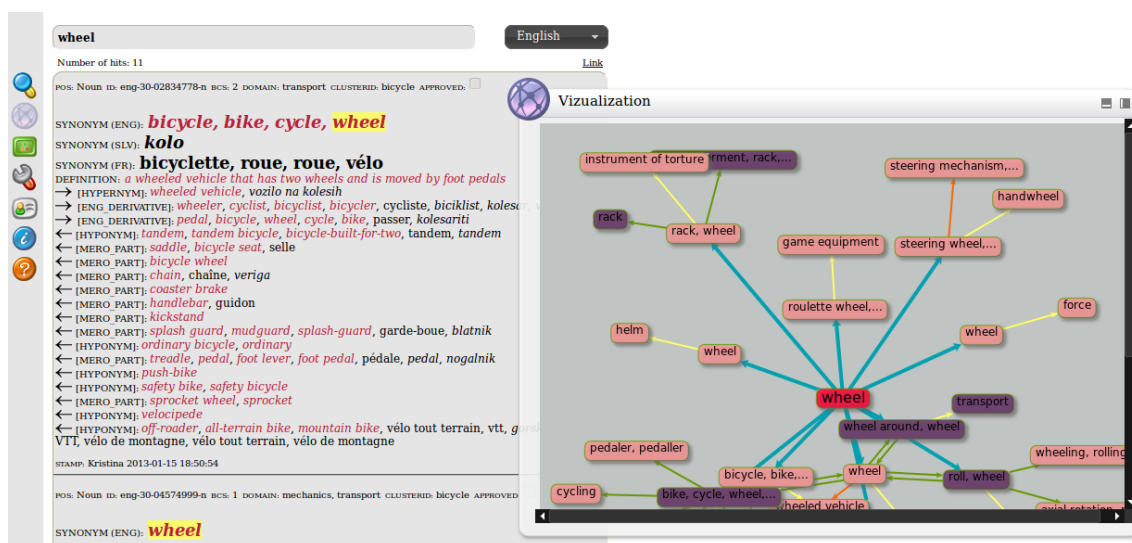 wheel
English
Number of hits: 11
Link
POS: Noun ID: eng-30-02834778-n BCS: 2 DOMAIN: transport CLUSTERID: bicycle APPROVED:
SYNONYM (ENG): bicycle, bike, cycle, wheel
SYNONYM (SLV): kolo
SYNONYM (FR): bicyclette, roue, roue, vélo
DEFINITION: a wheeled vehicle that has two wheels and is moved by foot pedals
→ [HYPERNYM]: wheeled vehicle, vozilo na kolesih
→ [ENG_DERIVATIVE]: wheeler, cyclist, bicyclist, bicycler, cycliste, biciklist, kolesar,
→ [ENG_DERIVATIVE]: pedal, bicycle, wheel, cycle, bike, passer, kolesariti
← [HYPONYM]: tandem, tandem bicycle, bicycle-built-for-two, tandem, tandem
← [MERO_PART]: saddle, bicycle seat, selle
← [MERO_PART]: bicycle wheel
← [MERO_PART]: chain, chaîne, veriga
← [MERO_PART]: coaster brake
← [MERO_PART]: handlebar, guidon
← [MERO_PART]: kickstand
← [MERO_PART]: splash guard, mudguard, splash-guard, garde-boue, blatnik
← [HYPONYM]: ordinary bicycle, ordinary
← [MERO_PART]: treadle, pedal, foot lever, foot pedal, pédale, pedal, nogalnik
← [HYPONYM]: push-bike
← [HYPONYM]: safety bike, safety bicycle
← [MERO_PART]: sprocket wheel, sprocket
← [HYPONYM]: velocipede
← [HYPONYM]: off-roader, all-terrain bike, mountain bike, vélo tout terrain, vtt,
VTT, vélo de montagne, vélo tout terrain, vélo de montagne
STAMP: Kristina 2013-01-15 18:50:54
POS: Noun ID: eng-30-04574999-n BCS: 1 DOMAIN: mechanics, transport CLUSTERID: bicycle APPROVED
SYNONYM (ENG): wheel
Vizualization
instrument of torture
rment, rack,...
steering mechanism,...
handwheel
rack
rack, wheel
game equipment
steering wheel,...
roulette wheel,...
force
helm
wheel
wheel
wheel
transport
wheel around, wheel
pedaler, pedaller
wheeling, rolling
bicycle, bike,...
wheel
roll, wheel
cycling
bike, cycle, wheel,...
wheeled vehicle
axial rotation,